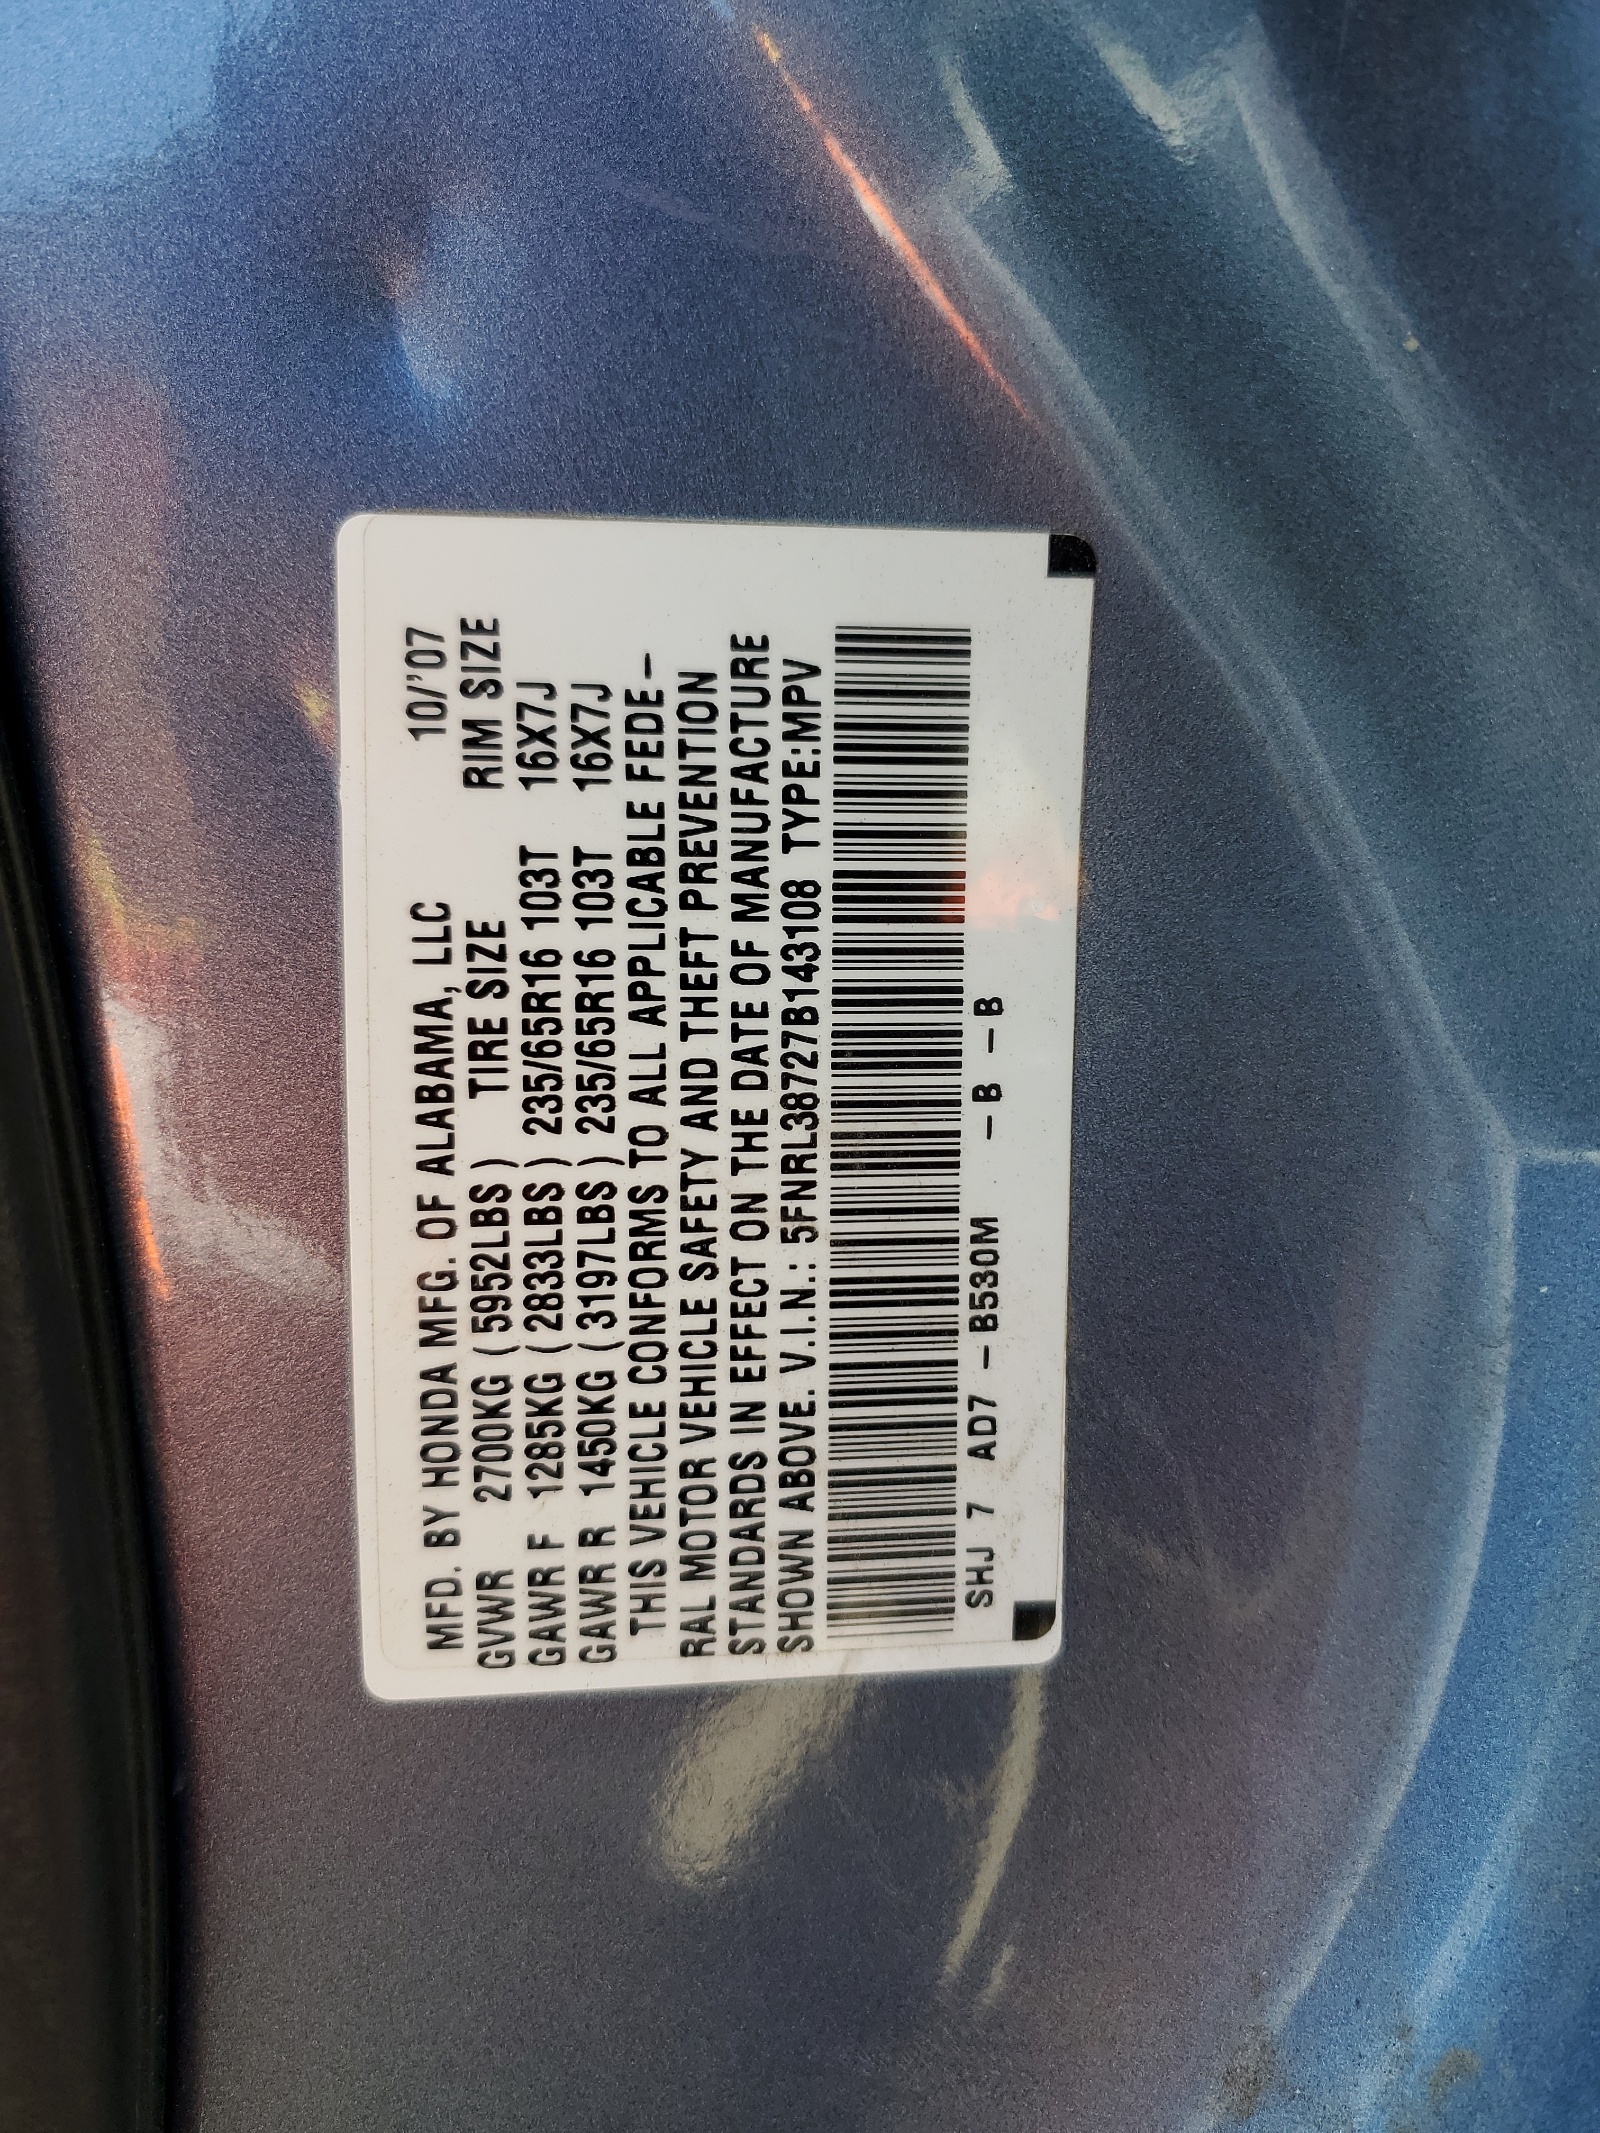 MFD. BY HONDA MFG. OF ALABAMA, LLC 10/'07
GVWR 2700KG ( 5952LBS ) TIRE SIZE RIM SIZE
GAWR F 1285KG ( 2833LBS ) 235/65R16 103T 16X7J
GAWR R 1450KG ( 3197LBS ) 235/65R16 103T 16X7J
THIS VEHICLE CONFORMS TO ALL APPLICABLE FEDE-
RAL MOTOR VEHICLE SAFETY AND THEFT PREVENTION
STANDARDS IN EFFECT ON THE DATE OF MANUFACTURE
SHOWN ABOVE. V.I.N.: 5FNRL38727B143108 TYPE:MPV
SHJ 7 AD7 -B530M -B -B